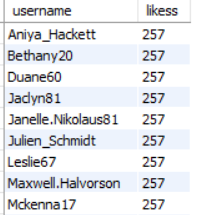 username likess
Aniya_Hackett 257
Bethany20 257
Duane60 257
Jaclyn81 257
Janelle.Nikolaus81 257
Julien_Schmidt 257
Leslie67 257
Maxwell.Halvorson 257
Mckenna17 257